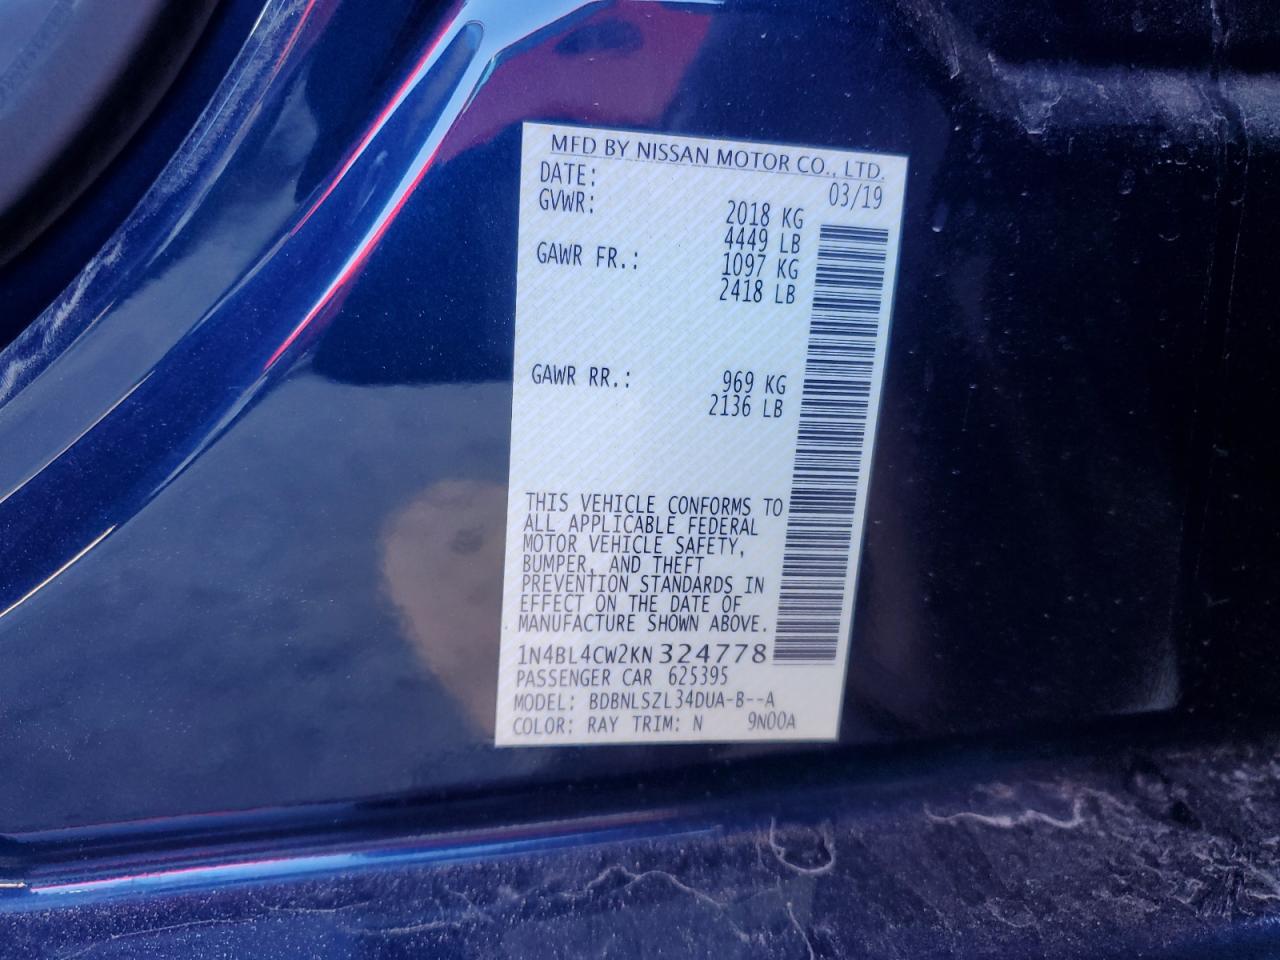 MFD BY NISSAN MOTOR CO., LTD.
DATE: 03/19
GVWR: 2018 KG
4449 LB
GAWR FR.: 1097 KG
2418 LB
GAWR RR.: 969 KG
2136 LB
THIS VEHICLE CONFORMS TO
ALL APPLICABLE FEDERAL
MOTOR VEHICLE SAFETY,
BUMPER, AND THEFT
PREVENTION STANDARDS IN
EFFECT ON THE DATE OF
MANUFACTURE SHOWN ABOVE.
1N4BL4CW2KN324778
PASSENGER CAR 625395
MODEL: BDBNLSZL34DUA-B--A
COLOR: RAY TRIM: N 9N00A